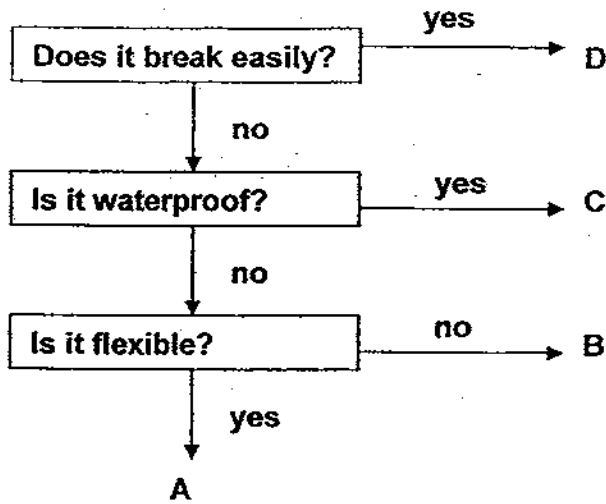 yes
Does it break easily?
D
no
Is it waterproof?
yes
C
no
Is it flexible?
no
B
yes
A